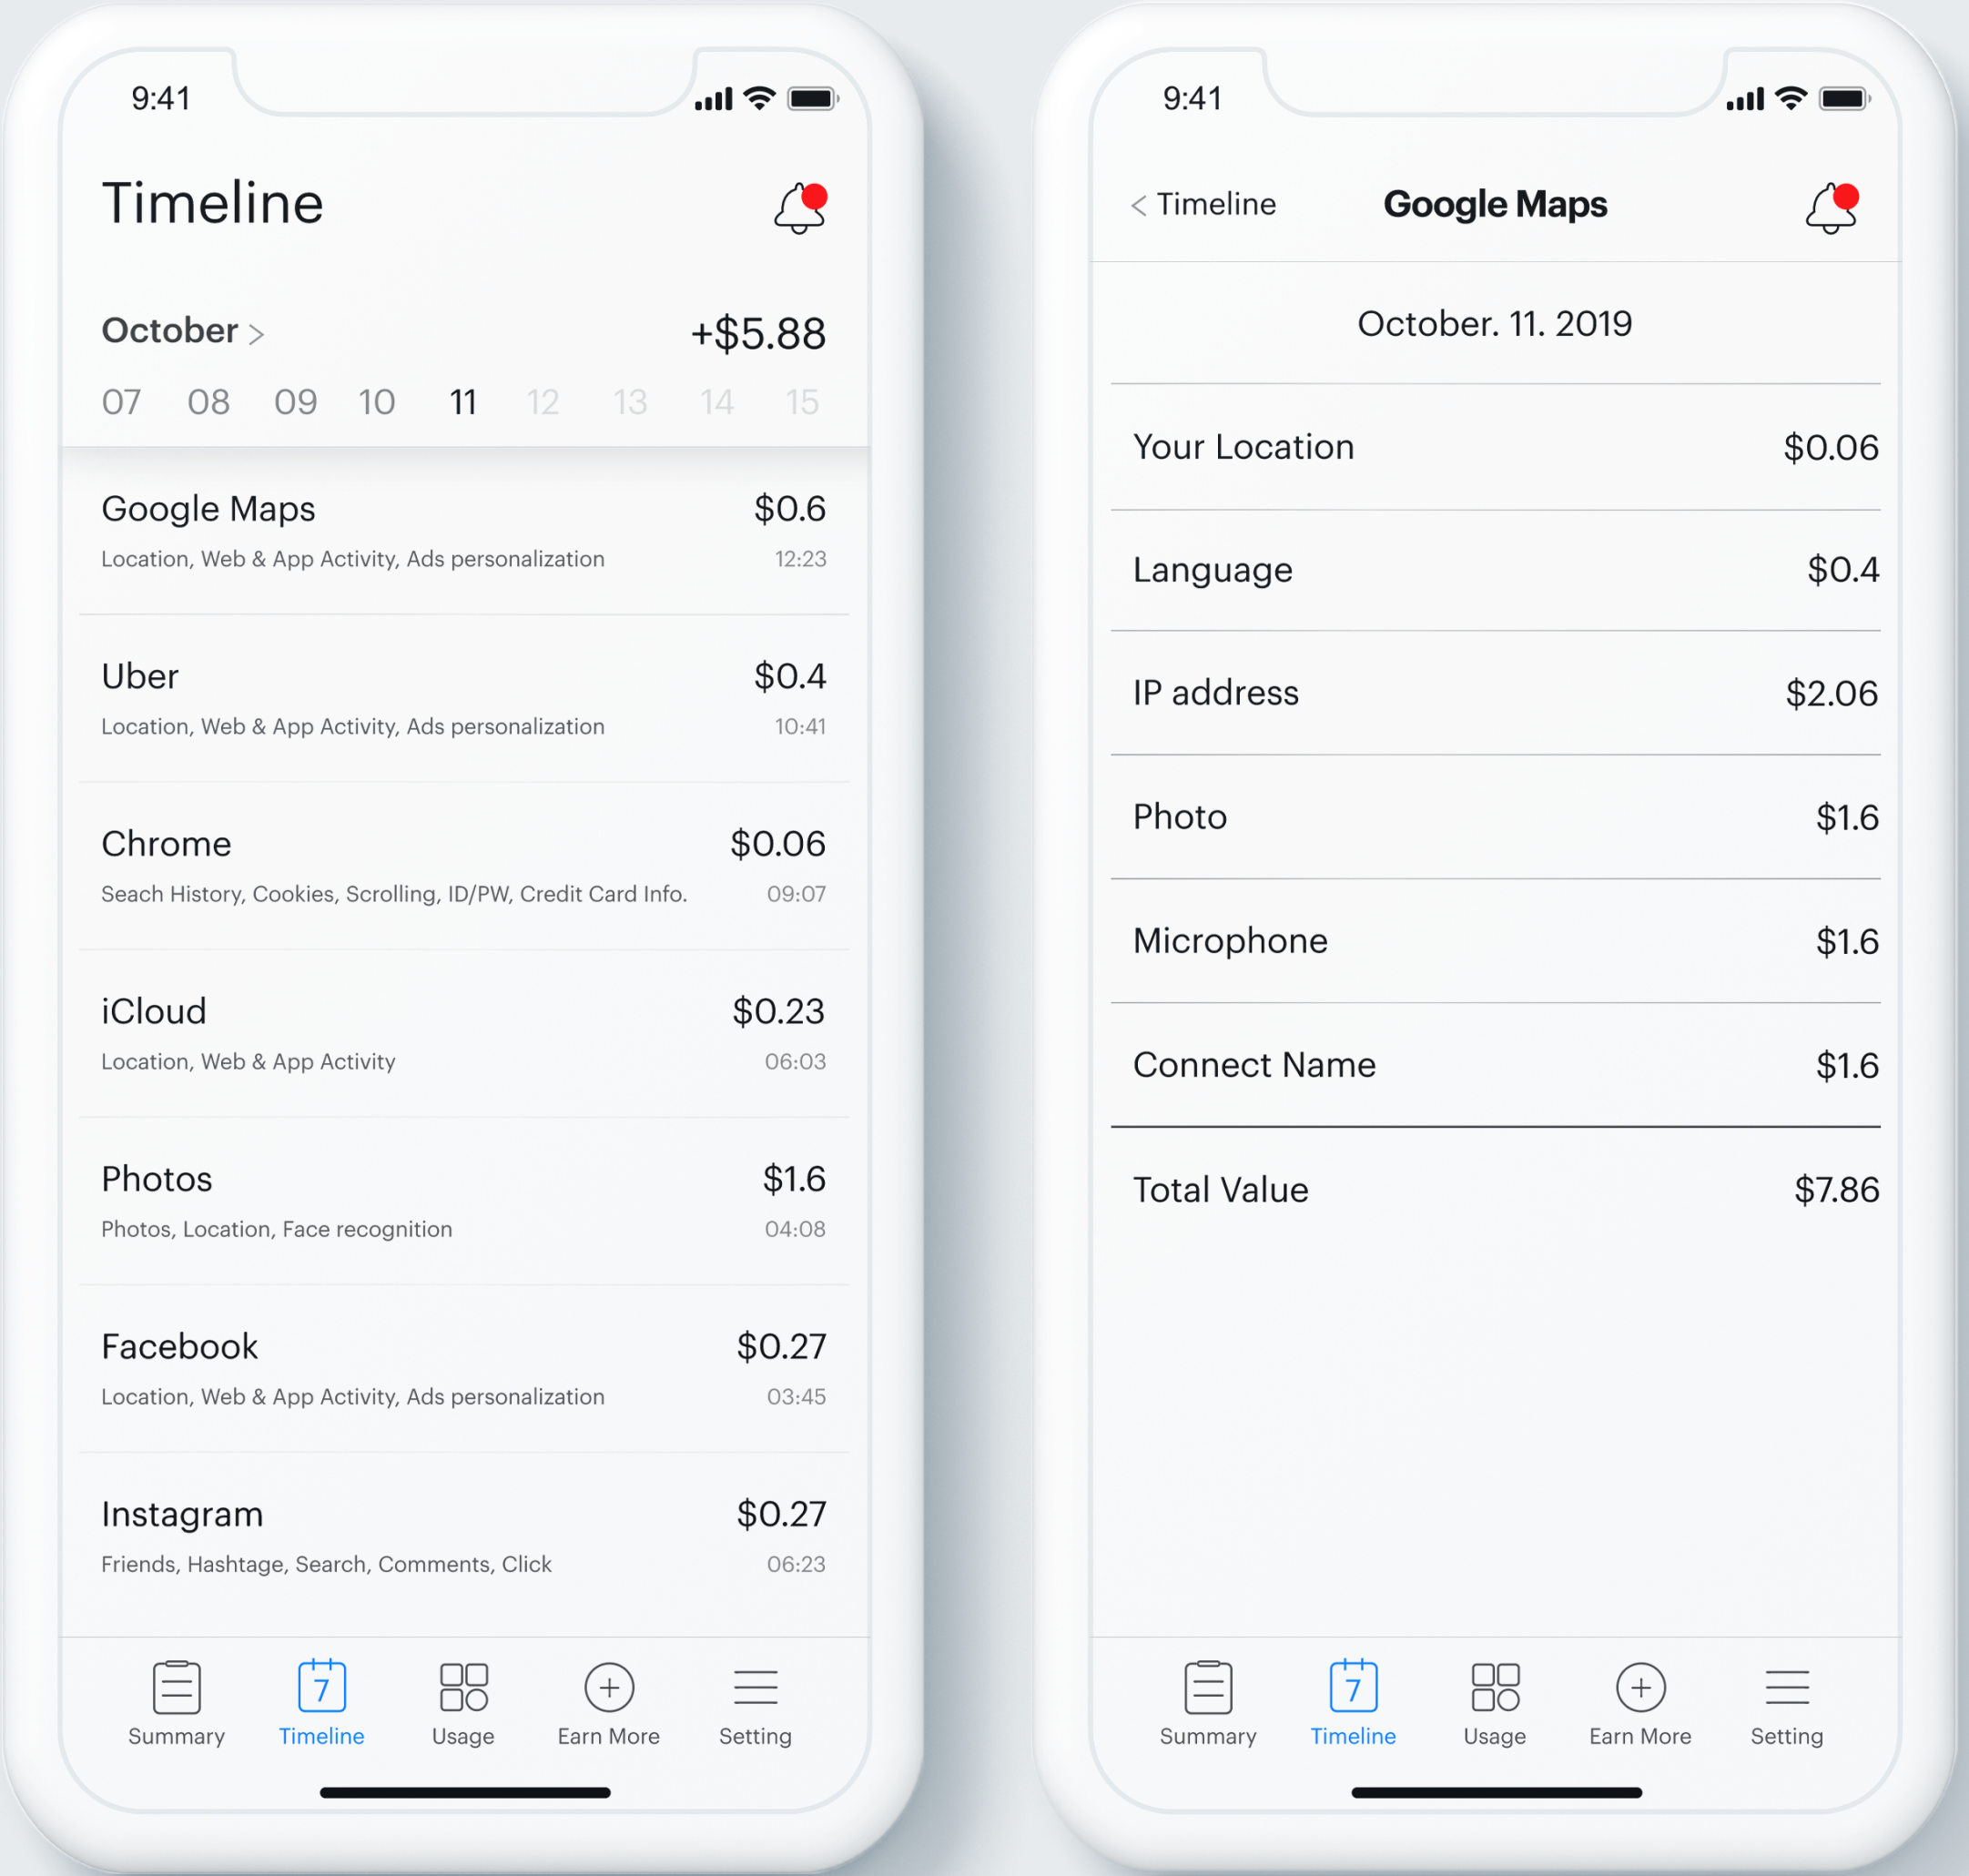 9:41
Timeline
October >
+$5.88
07 08 09 10 11 12 13 14 15
Google Maps $0.6
Location, Web & App Activity, Ads personalization 12:23
Uber $0.4
Location, Web & App Activity, Ads personalization 10:41
Chrome $0.06
Seach History, Cookies, Scrolling, ID/PW, Credit Card Info. 09:07
iCloud $0.23
Location, Web & App Activity 06:03
Photos $1.6
Photos, Location, Face recognition 04:08
Facebook $0.27
Location, Web & App Activity, Ads personalization 03:45
Instagram $0.27
Friends, Hashtage, Search, Comments, Click 06:23
7
Summary Timeline Usage Earn More Setting
9:41
< Timeline Google Maps
October. 11. 2019
Your Location $0.06
Language $0.4
IP address $2.06
Photo $1.6
Microphone $1.6
Connect Name $1.6
Total Value $7.86
7
Summary Timeline Usage Earn More Setting